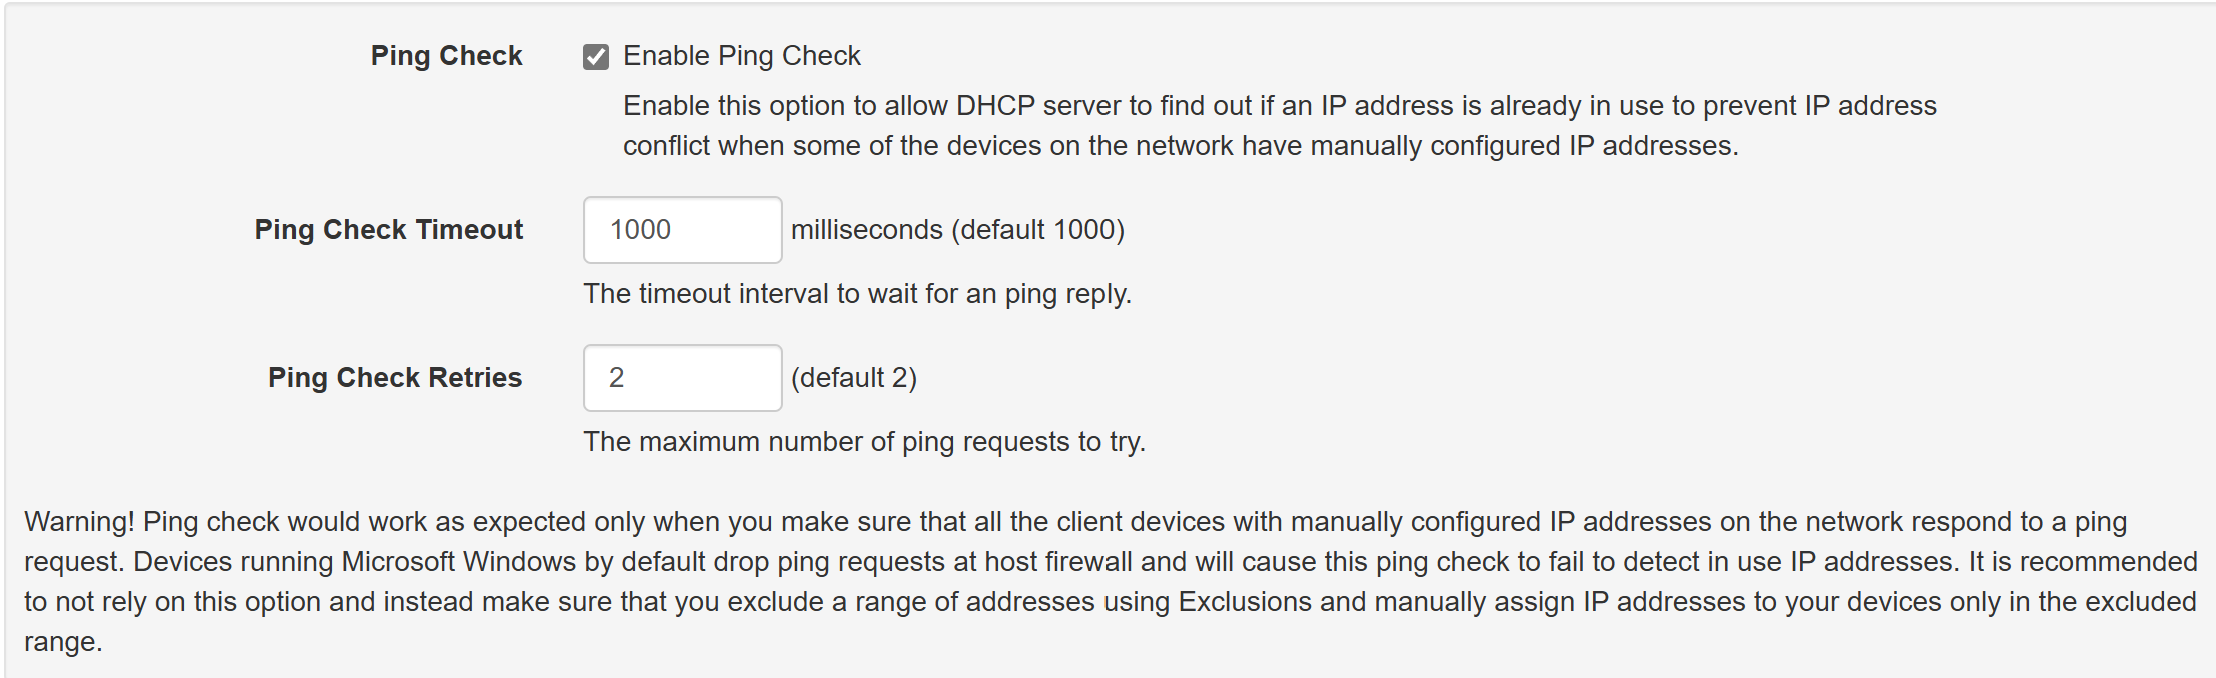 Ping Check Enable Ping Check
Enable this option to allow DHCP server to find out if an IP address is already in use to prevent IP address
conflict when some of the devices on the network have manually configured IP addresses.
Ping Check Timeout 1000 milliseconds (default 1000)
The timeout interval to wait for an ping reply.
Ping Check Retries 2 (default 2)
The maximum number of ping requests to try.
Warning! Ping check would work as expected only when you make sure that all the client devices with manually configured IP addresses on the network respond to a ping
request. Devices running Microsoft Windows by default drop ping requests at host firewall and will cause this ping check to fail to detect in use IP addresses. It is recommended
to not rely on this option and instead make sure that you exclude a range of addresses using Exclusions and manually assign IP addresses to your devices only in the excluded
range.